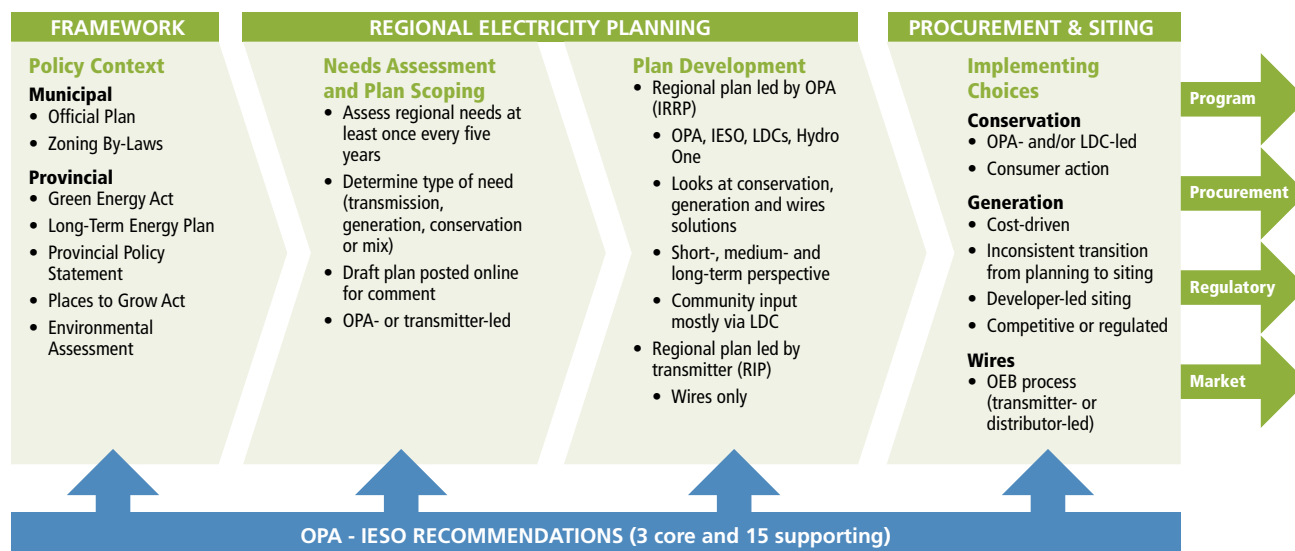 FRAMEWORK
Policy Context
Municipal
• Official Plan
• Zoning By-Laws
Provincial
• Green Energy Act
• Long-Term Energy Plan
• Provincial Policy
Statement
• Places to Grow Act
• Environmental
Assessment
REGIONAL ELECTRICITY PLANNING
Needs Assessment
and Plan Scoping
• Assess regional needs at
least once every five
years
• Determine type of need
(transmission,
generation, conservation
or mix)
• Draft plan posted online
for comment
• OPA- or transmitter-led
Plan Development
• Regional plan led by OPA
(IRRP)
• OPA, IESO, LDCs, Hydro
One
• Looks at conservation,
generation and wires
solutions
• Short-, medium- and
long-term perspective
• Community input
mostly via LDC
• Regional plan led by
transmitter (RIP)
• Wires only
PROCUREMENT & SITING
Implementing
Choices
Conservation
• OPA- and/or LDC-led
• Consumer action
Generation
• Cost-driven
• Inconsistent transition
from planning to siting
• Developer-led siting
• Competitive or regulated
Wires
• OEB process
(transmitter- or
distributor-led)
Program
Procurement
Regulatory
Market
OPA - IESO RECOMMENDATIONS (3 core and 15 supporting)